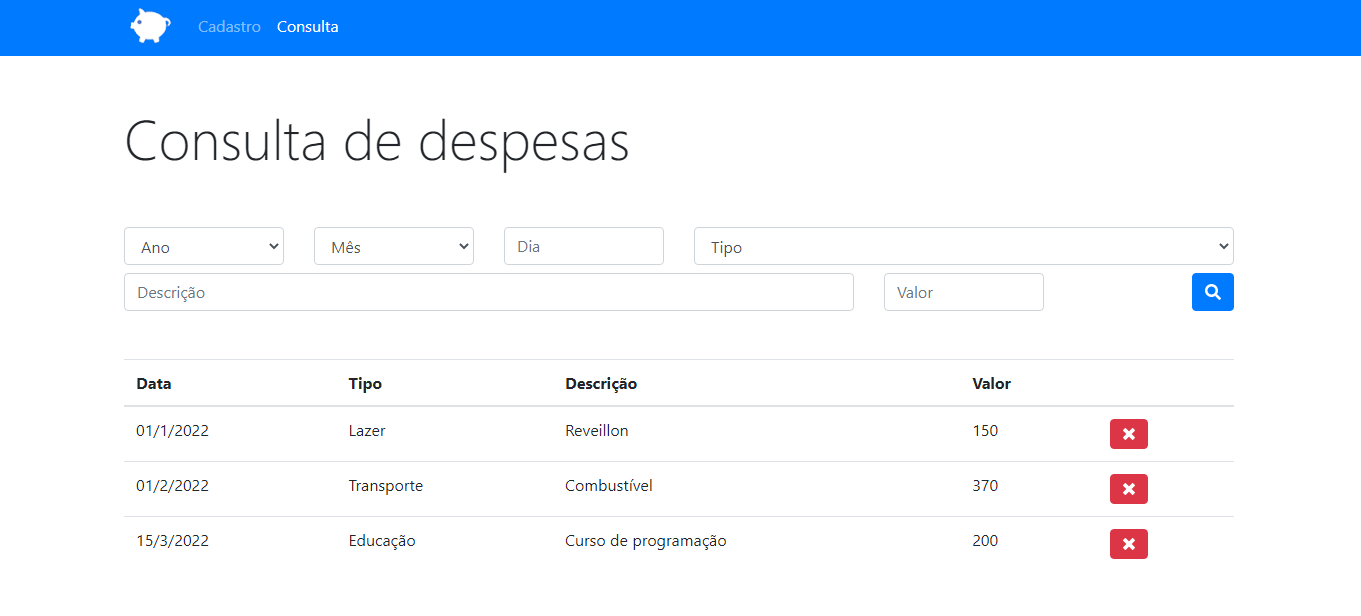 Cadastro Consulta
Consulta de despesas
Ano Mês Dia Tipo
Descrição Valor
Data Tipo Descrição Valor
01/1/2022 Lazer Reveillon 150
01/2/2022 Transporte Combustível 370
15/3/2022 Educação Curso de programação 200